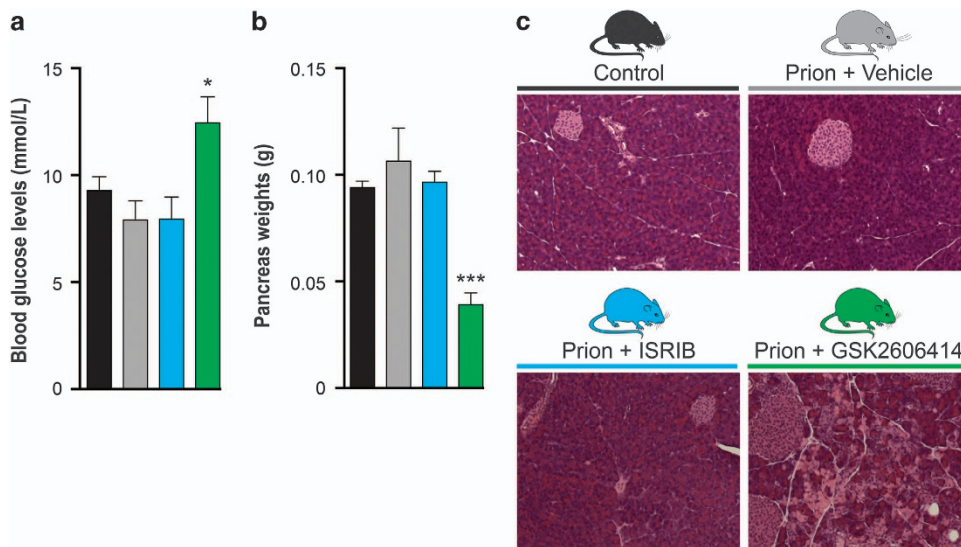 a
Blood glucose levels (mmol/L)
15
10
5
0
*
b
Pancreas weights (g)
0.15
0.10
0.05
0
***
c
Control
Prion + Vehicle
Prion + ISRIB
Prion + GSK2606414